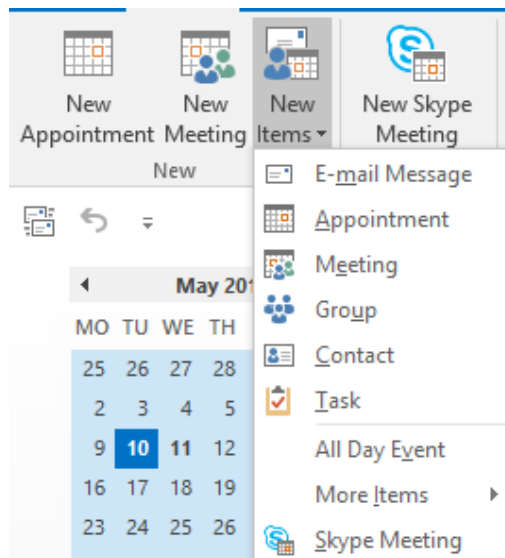 New Appointment
New Meeting
New Items
New Skype Meeting
New
E-mail Message
Appointment
Meeting
Group
Contact
Task
All Day Event
More Items
Skype Meeting
May 201
MO TU WE TH
25 26 27 28
2 3 4 5
9 10 11 12
16 17 18 19
23 24 25 26